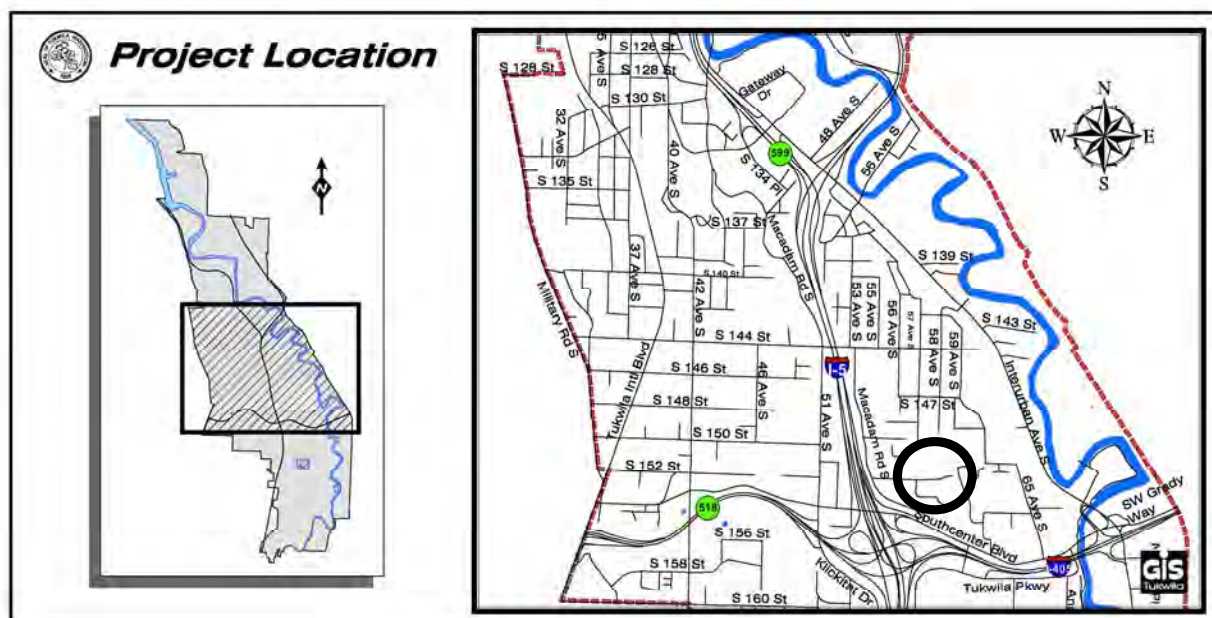 Project Location
N
S 126 St
S 128 St
S 128 St
S 130 St
Gateway
Dr
48 Ave S
56 Ave S
32 Ave S
40 Ave S
599
S 134 Pl
S 135 St
S 137 St
Macadam Rd S
37 Ave S
S 140 St
42 Ave S
S 139 St
Military Rd S
53 Ave S
55 Ave S
56 Ave S
57 Ave S
58 Ave S
59 Ave S
S 143 St
S 144 St
Tukwila Intl Blvd
46 Ave S
S 146 St
I-5
S 147 St
Interurban Ave S
S 148 St
51 Ave S
Macadam Rd S
S 150 St
S 152 St
65 Ave S
SW Grady
Way
518
Southcenter Blvd
S 156 St
S 158 St
Klickitat Dr
Tukwila Pkwy
S 160 St
N
W
E
S
GIS
Tukwila